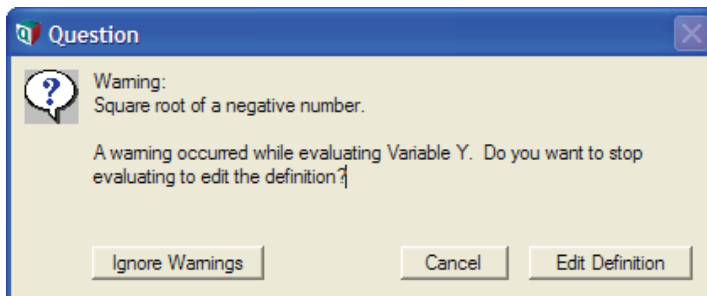 Question
Warning:
Square root of a negative number.
A warning occurred while evaluating Variable Y. Do you want to stop
evaluating to edit the definition?
Ignore Warnings
Cancel
Edit Definition